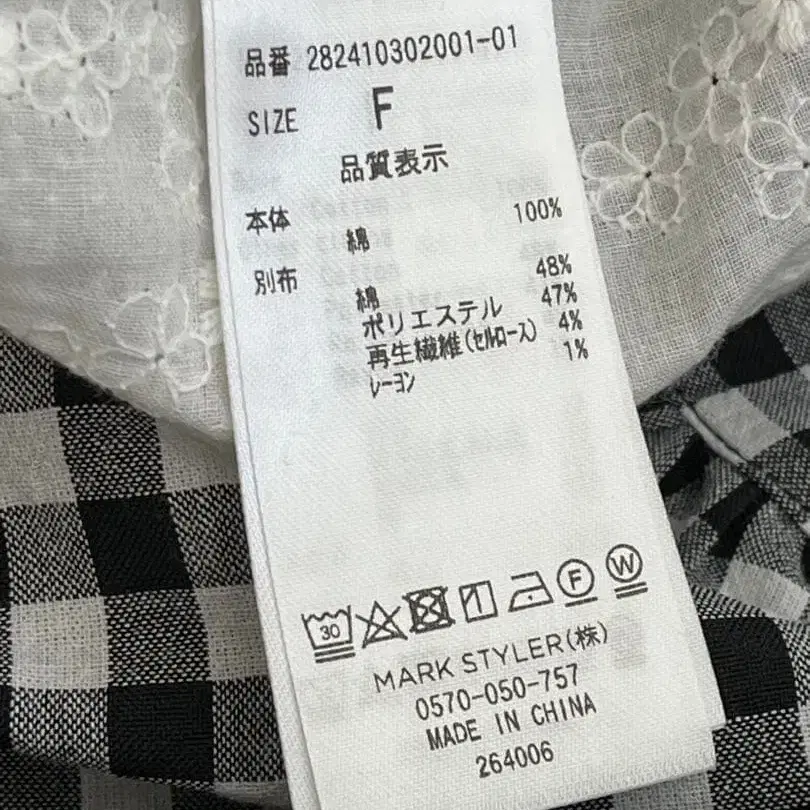 品番 282410302001-01
SIZE F
品質表示
本体
綿 100%
別布
綿 48%
ポリエステル 47%
再生繊維(セルロース) 4%
レーヨン 1%
30
F W
MARK STYLER(株)
0570-050-757
MADE IN CHINA
264006